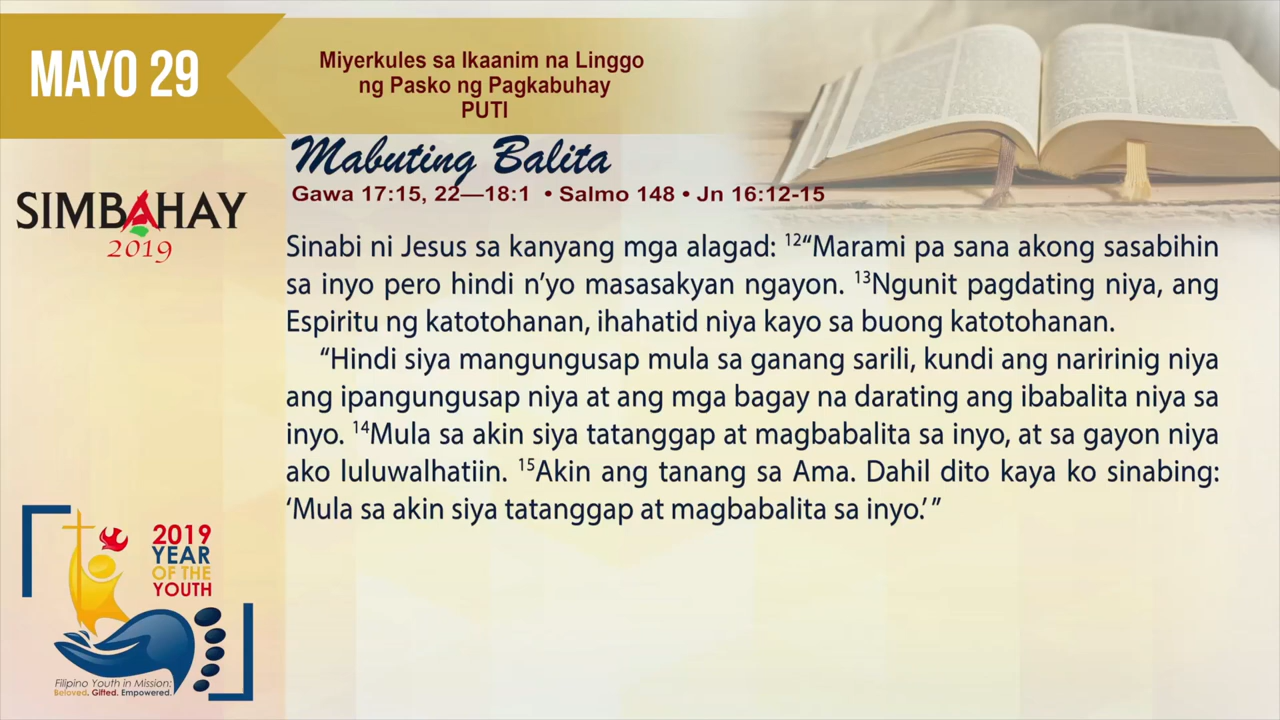 MAYO 29
Miyerkules sa Ikaanim na Linggo
ng Pasko ng Pagkabuhay
PUTI
Mabuting Balita
Gawa 17:15, 22—18:1 • Salmo 148 • Jn 16:12-15
SIMBAHAY
2019
Sinabi ni Jesus sa kanyang mga alagad: ¹²“Marami pa sana akong sasabihin
sa inyo pero hindi n’yo masasakyan ngayon. ¹³Ngunit pagdating niya, ang
Espiritu ng katotohanan, ihahatid niya kayo sa buong katotohanan.
“Hindi siya mangungusap mula sa ganang sarili, kundi ang naririnig niya
ang ipangungusap niya at ang mga bagay na darating ang ibabalita niya sa
inyo. ¹⁴Mula sa akin siya tatanggap at magbabalita sa inyo, at sa gayon niya
ako luluwalhatiin. ¹⁵Akin ang tanang sa Ama. Dahil dito kaya ko sinabing:
‘Mula sa akin siya tatanggap at magbabalita sa inyo.’ ”
2019
YEAR
OF THE
YOUTH
Filipino Youth in Mission:
Beloved. Gifted. Empowered.